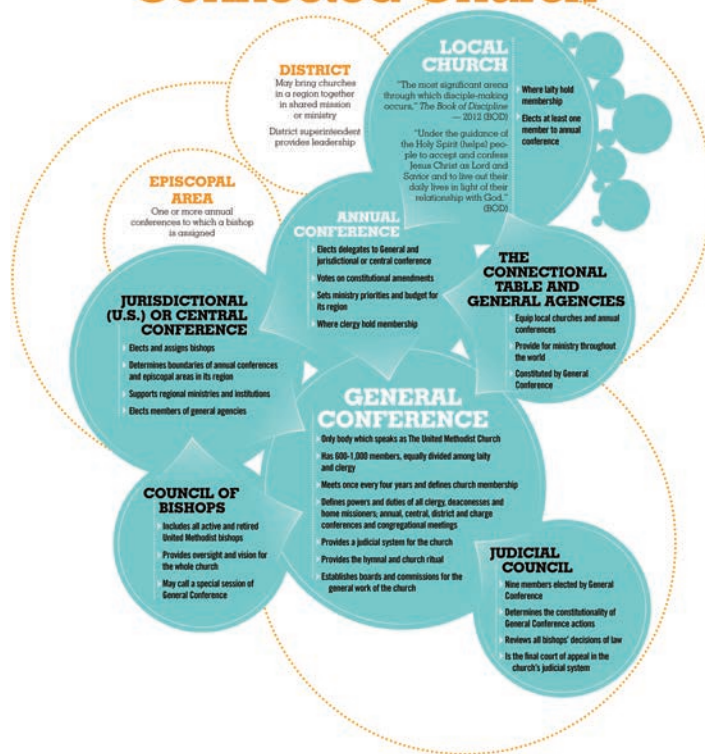 Connected Church
LOCAL
CHURCH
"The most significant arena
through which disciple-making
occurs," The Book of Discipline
— 2012 (BOD)
"Under the guidance of
the Holy Spirit (helps) peo-
ple to accept and confess
Jesus Christ as Lord and
Savior and to live out their
daily lives in light of their
relationship with God."
(BOD)
Where laity hold
membership
Elects at least one
member to annual
conference
DISTRICT
May bring churches
in a region together
in shared mission
or ministry
District superintendent
provides leadership
EPISCOPAL
AREA
One or more annual
conferences to which a bishop
is assigned
ANNUAL
CONFERENCE
Elects delegates to General and
jurisdictional or central conference
Votes on constitutional amendments
Sets ministry priorities and budget for
its region
Where clergy hold membership
THE
CONNECTIONAL
TABLE AND
GENERAL AGENCIES
Equip local churches and annual
conferences
Provide for ministry throughout
the world
Constituted by General
Conference
JURISDICTIONAL
(U.S.) OR CENTRAL
CONFERENCE
Elects and assigns bishops
Determines boundaries of annual conferences
and episcopal areas in its region
Supports regional ministries and institutions
Elects members of general agencies
GENERAL
CONFERENCE
Only body which speaks as The United Methodist Church
Has 600-1,000 members, equally divided among laity
and clergy
Meets once every four years and defines church membership
Defines powers and duties of all clergy, deaconesses and
home missioners; annual, central, district and charge
conferences and congregational meetings
Provides a judicial system for the church
Provides the hymnal and church ritual
Establishes boards and commissions for the
general work of the church
COUNCIL OF
BISHOPS
Includes all active and retired
United Methodist bishops
Provides oversight and vision for
the whole church
May call a special session of
General Conference
JUDICIAL
COUNCIL
Nine members elected by General
Conference
Determines the constitutionality of
General Conference actions
Reviews all bishops' decisions of law
Is the final court of appeal in the
church's judicial system